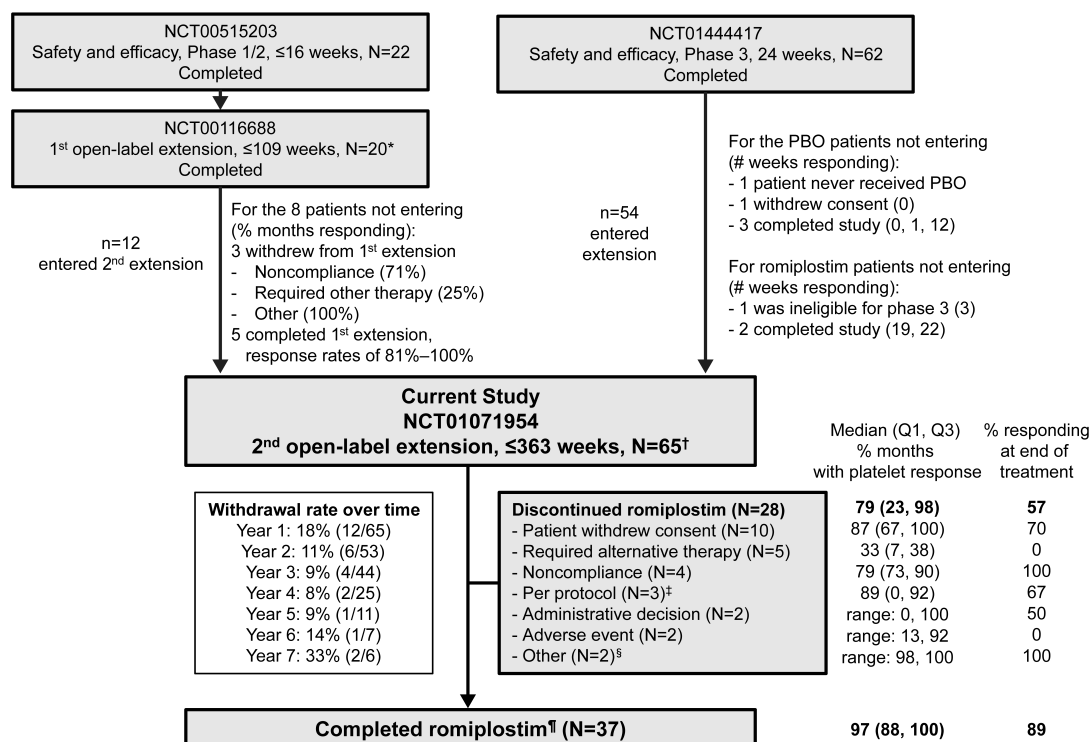 NCT00515203
Safety and efficacy, Phase 1/2, ≤16 weeks, N=22
Completed
NCT01444417
Safety and efficacy, Phase 3, 24 weeks, N=62
Completed
NCT00116688
1st open-label extension, ≤109 weeks, N=20*
Completed
n=12
entered 2nd extension
For the 8 patients not entering
(% months responding):
3 withdrew from 1st extension
- Noncompliance (71%)
- Required other therapy (25%)
- Other (100%)
5 completed 1st extension,
response rates of 81%–100%
n=54
entered
extension
For the PBO patients not entering
(# weeks responding):
- 1 patient never received PBO
- 1 withdrew consent (0)
- 3 completed study (0, 1, 12)
For romiplostim patients not entering
(# weeks responding):
- 1 was ineligible for phase 3 (3)
- 2 completed study (19, 22)
Current Study
NCT01071954
2nd open-label extension, ≤363 weeks, N=65†
Withdrawal rate over time
Year 1: 18% (12/65)
Year 2: 11% (6/53)
Year 3: 9% (4/44)
Year 4: 8% (2/25)
Year 5: 9% (1/11)
Year 6: 14% (1/7)
Year 7: 33% (2/6)
Discontinued romiplostim (N=28)
- Patient withdrew consent (N=10)
- Required alternative therapy (N=5)
- Noncompliance (N=4)
- Per protocol (N=3)‡
- Administrative decision (N=2)
- Adverse event (N=2)
- Other (N=2)§
Median (Q1, Q3)
% months
with platelet response
79 (23, 98)
87 (67, 100)
33 (7, 38)
79 (73, 90)
89 (0, 92)
range: 0, 100
range: 13, 92
range: 98, 100
% responding
at end of
treatment
57
70
0
100
67
50
0
100
Completed romiplostim¶ (N=37)
97 (88, 100)
89